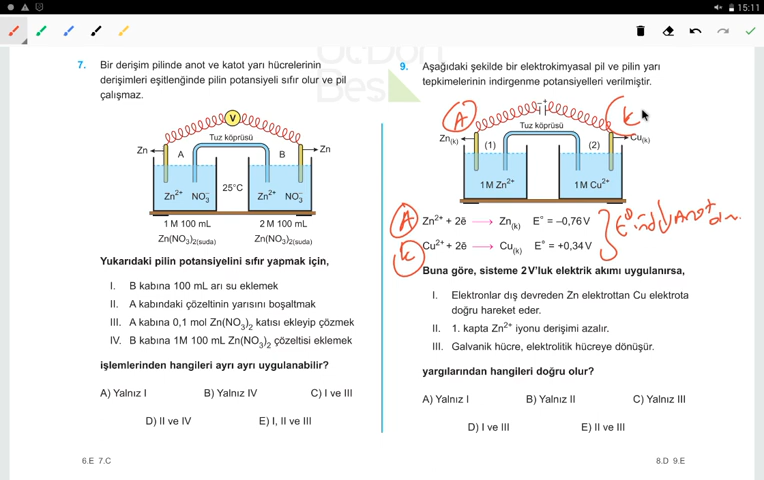 15:11
7. Bir derişim pilinde anot ve katot yarı hücrelerinin
derişimleri eşitlenğinde pilin potansiyeli sıfır olur ve pil
çalışmaz.
V
Tuz köprüsü
Zn
A
B
Zn
25°C
Zn²⁺ NO₃⁻
Zn²⁺ NO₃⁻
1 M 100 mL
2 M 100 mL
Zn(NO₃)₂(suda)
Zn(NO₃)₂(suda)
Yukarıdaki pilin potansiyelini sıfır yapmak için,
I. B kabına 100 mL arı su eklemek
II. A kabındaki çözeltinin yarısını boşaltmak
III. A kabına 0,1 mol Zn(NO₃)₂ katısı ekleyip çözmek
IV. B kabına 1M 100 mL Zn(NO₃)₂ çözeltisi eklemek
işlemlerinden hangileri ayrı ayrı uygulanabilir?
A) Yalnız I B) Yalnız IV C) I ve III
D) II ve IV E) I, II ve III
6.E 7.C
9. Aşağıdaki şekilde bir elektrokimyasal pil ve pilin yarı
tepkimelerinin indirgenme potansiyelleri verilmiştir.
A
- +
K
Tuz köprüsü
Zn(k)
(1)
(2)
Cu(k)
1 M Zn²⁺
1 M Cu²⁺
A
Zn²⁺ + 2ē → Zn(k) E° = –0,76 V
K
Cu²⁺ + 2ē → Cu(k) E° = +0,34 V
E° ind ↓ Anot
Buna göre, sisteme 2 V'luk elektrik akımı uygulanırsa,
I. Elektronlar dış devreden Zn elektrottan Cu elektrota
doğru hareket eder.
II. 1. kapta Zn²⁺ iyonu derişimi azalır.
III. Galvanik hücre, elektrolitik hücreye dönüşür.
yargılarından hangileri doğru olur?
A) Yalnız I B) Yalnız II C) Yalnız III
D) I ve III E) II ve III
8.D 9.E